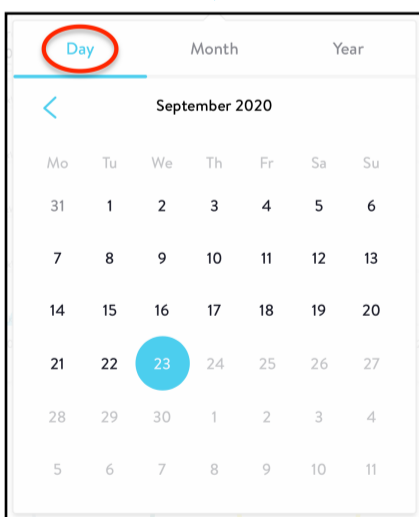 Day Month Year
September 2020
Mo Tu We Th Fr Sa Su
31 1 2 3 4 5 6
7 8 9 10 11 12 13
14 15 16 17 18 19 20
21 22 23 24 25 26 27
28 29 30 1 2 3 4
5 6 7 8 9 10 11